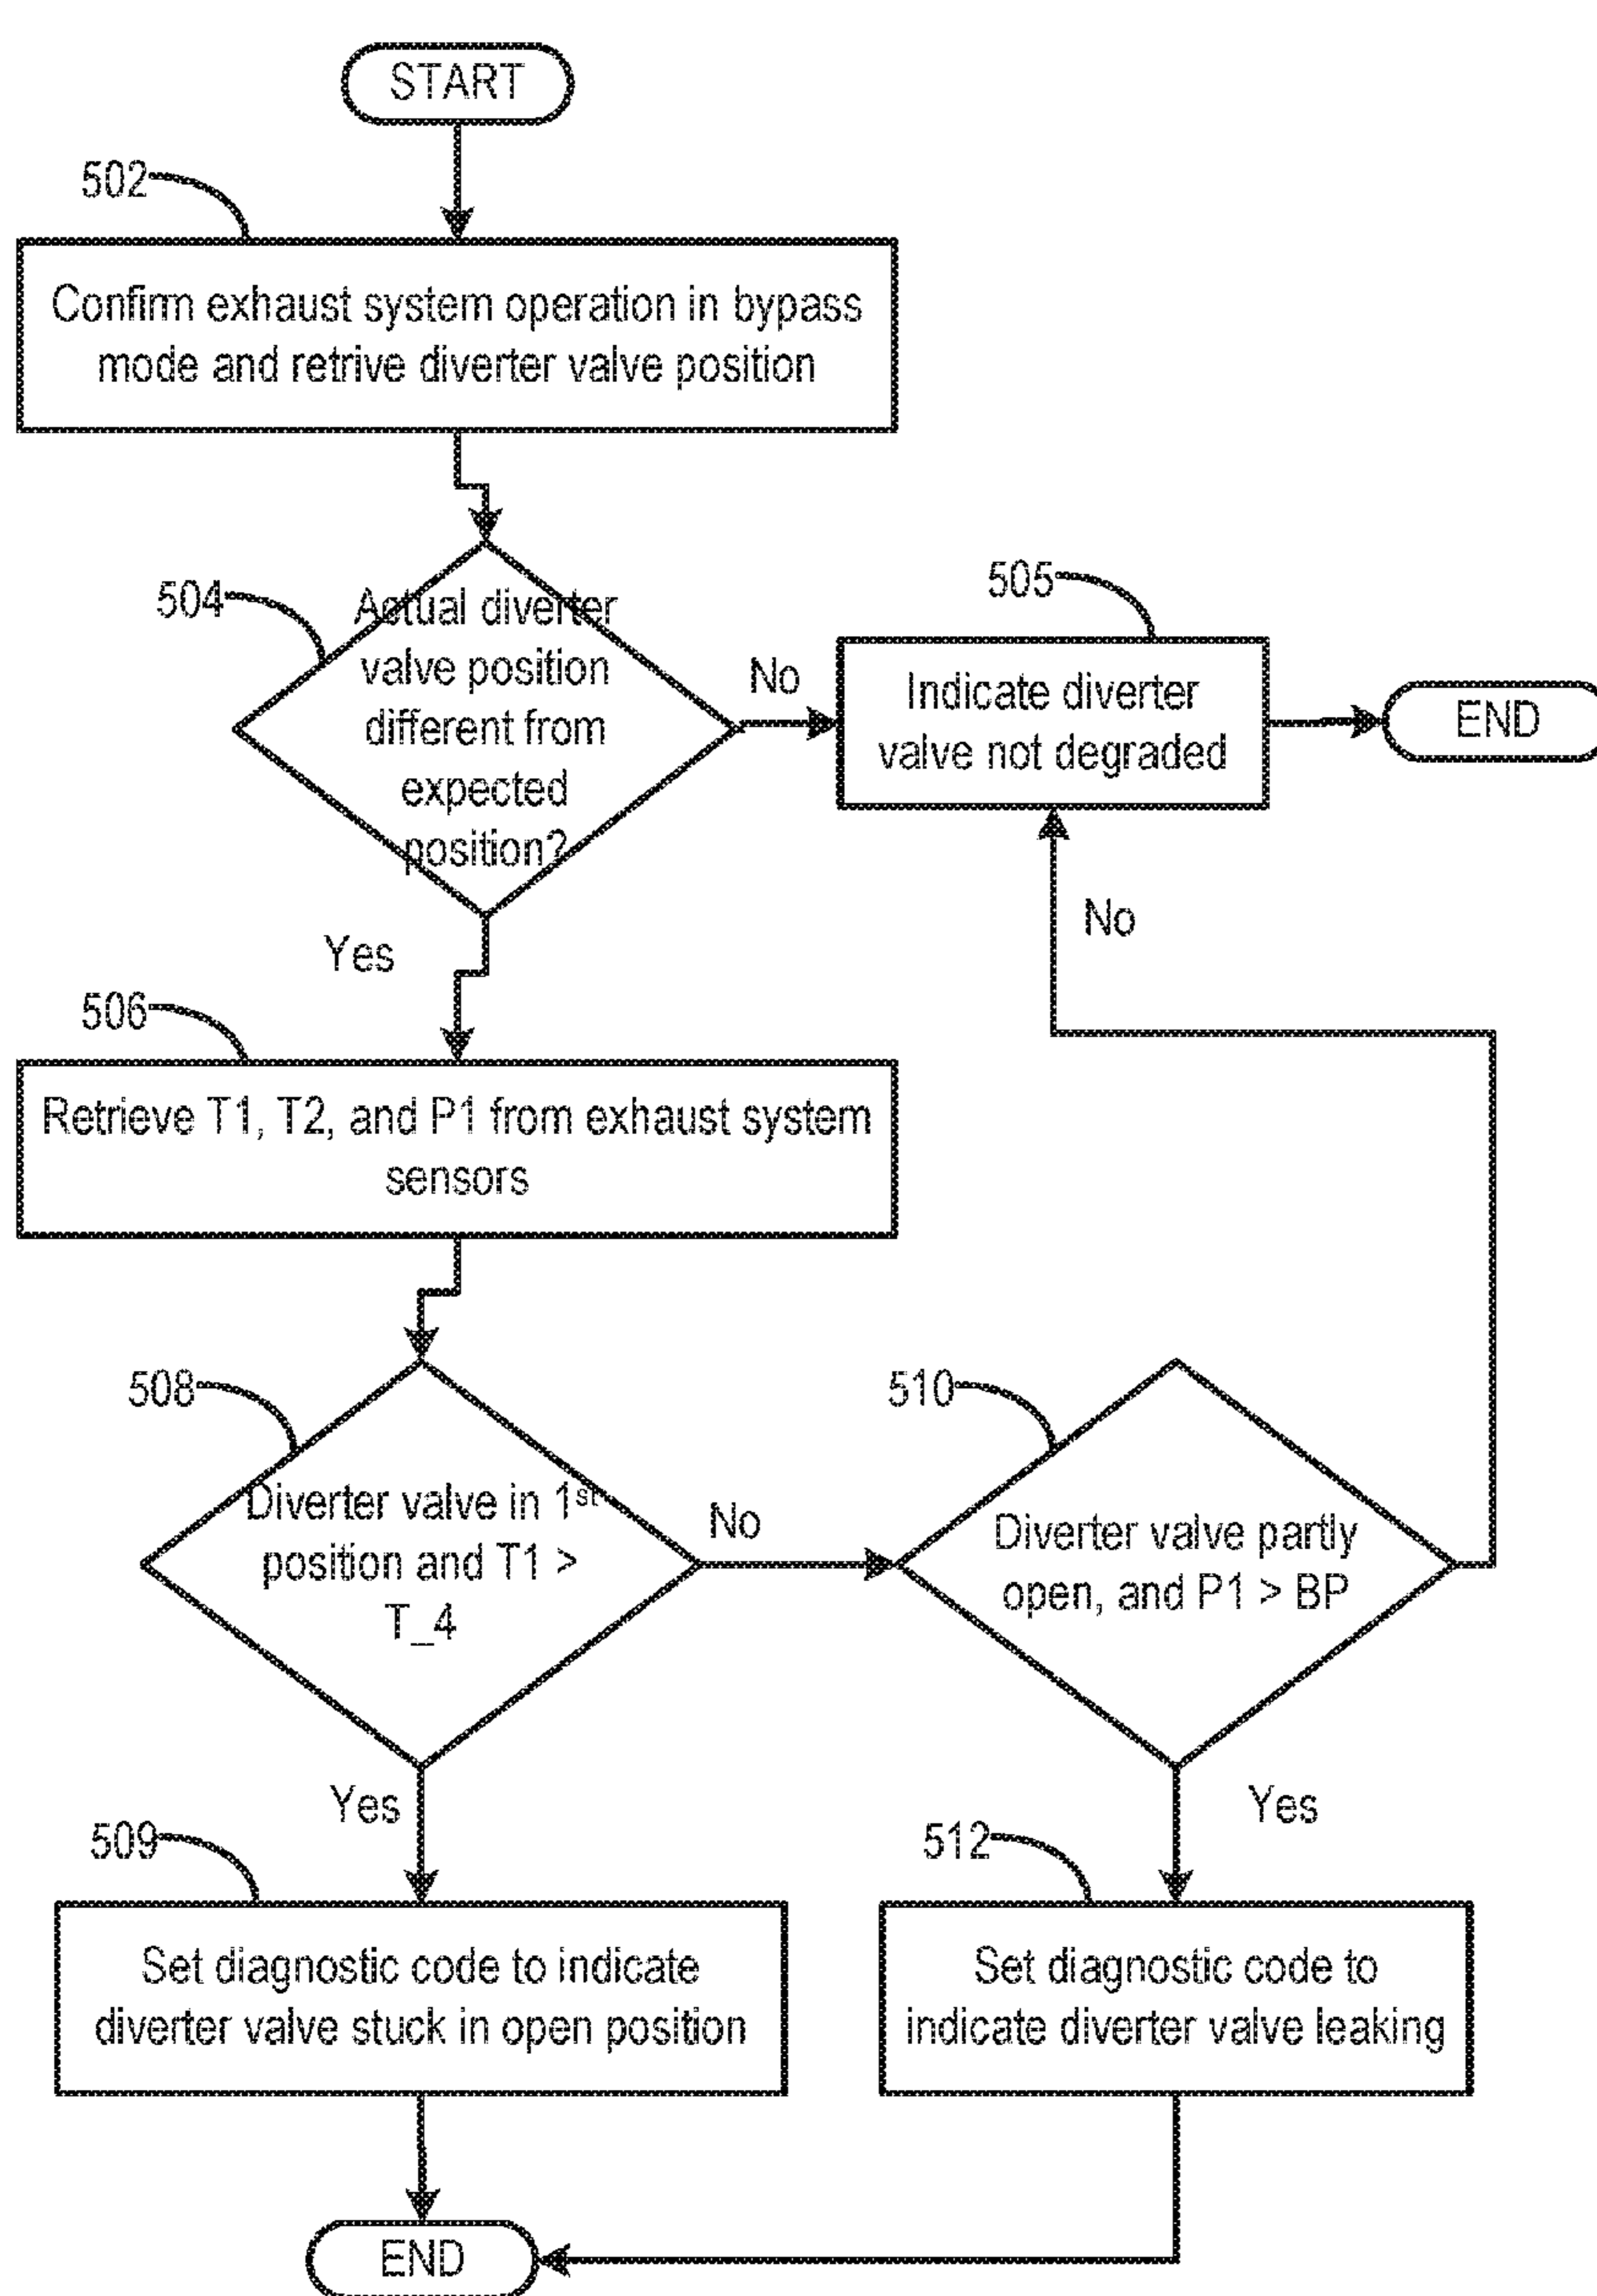 START
502
Confirm exhaust system operation in bypass
mode and retrive diverter valve position
504
Actual diverter
valve position
different from
expected
position?
No
505
Indicate diverter
valve not degraded
END
Yes
No
506
Retrieve T1, T2, and P1 from exhaust system
sensors
508
Diverter valve in 1st
position and T1 >
T_4
No
510
Diverter valve partly
open, and P1 > BP
Yes
509
Set diagnostic code to indicate
diverter valve stuck in open position
Yes
512
Set diagnostic code to
indicate diverter valve leaking
END